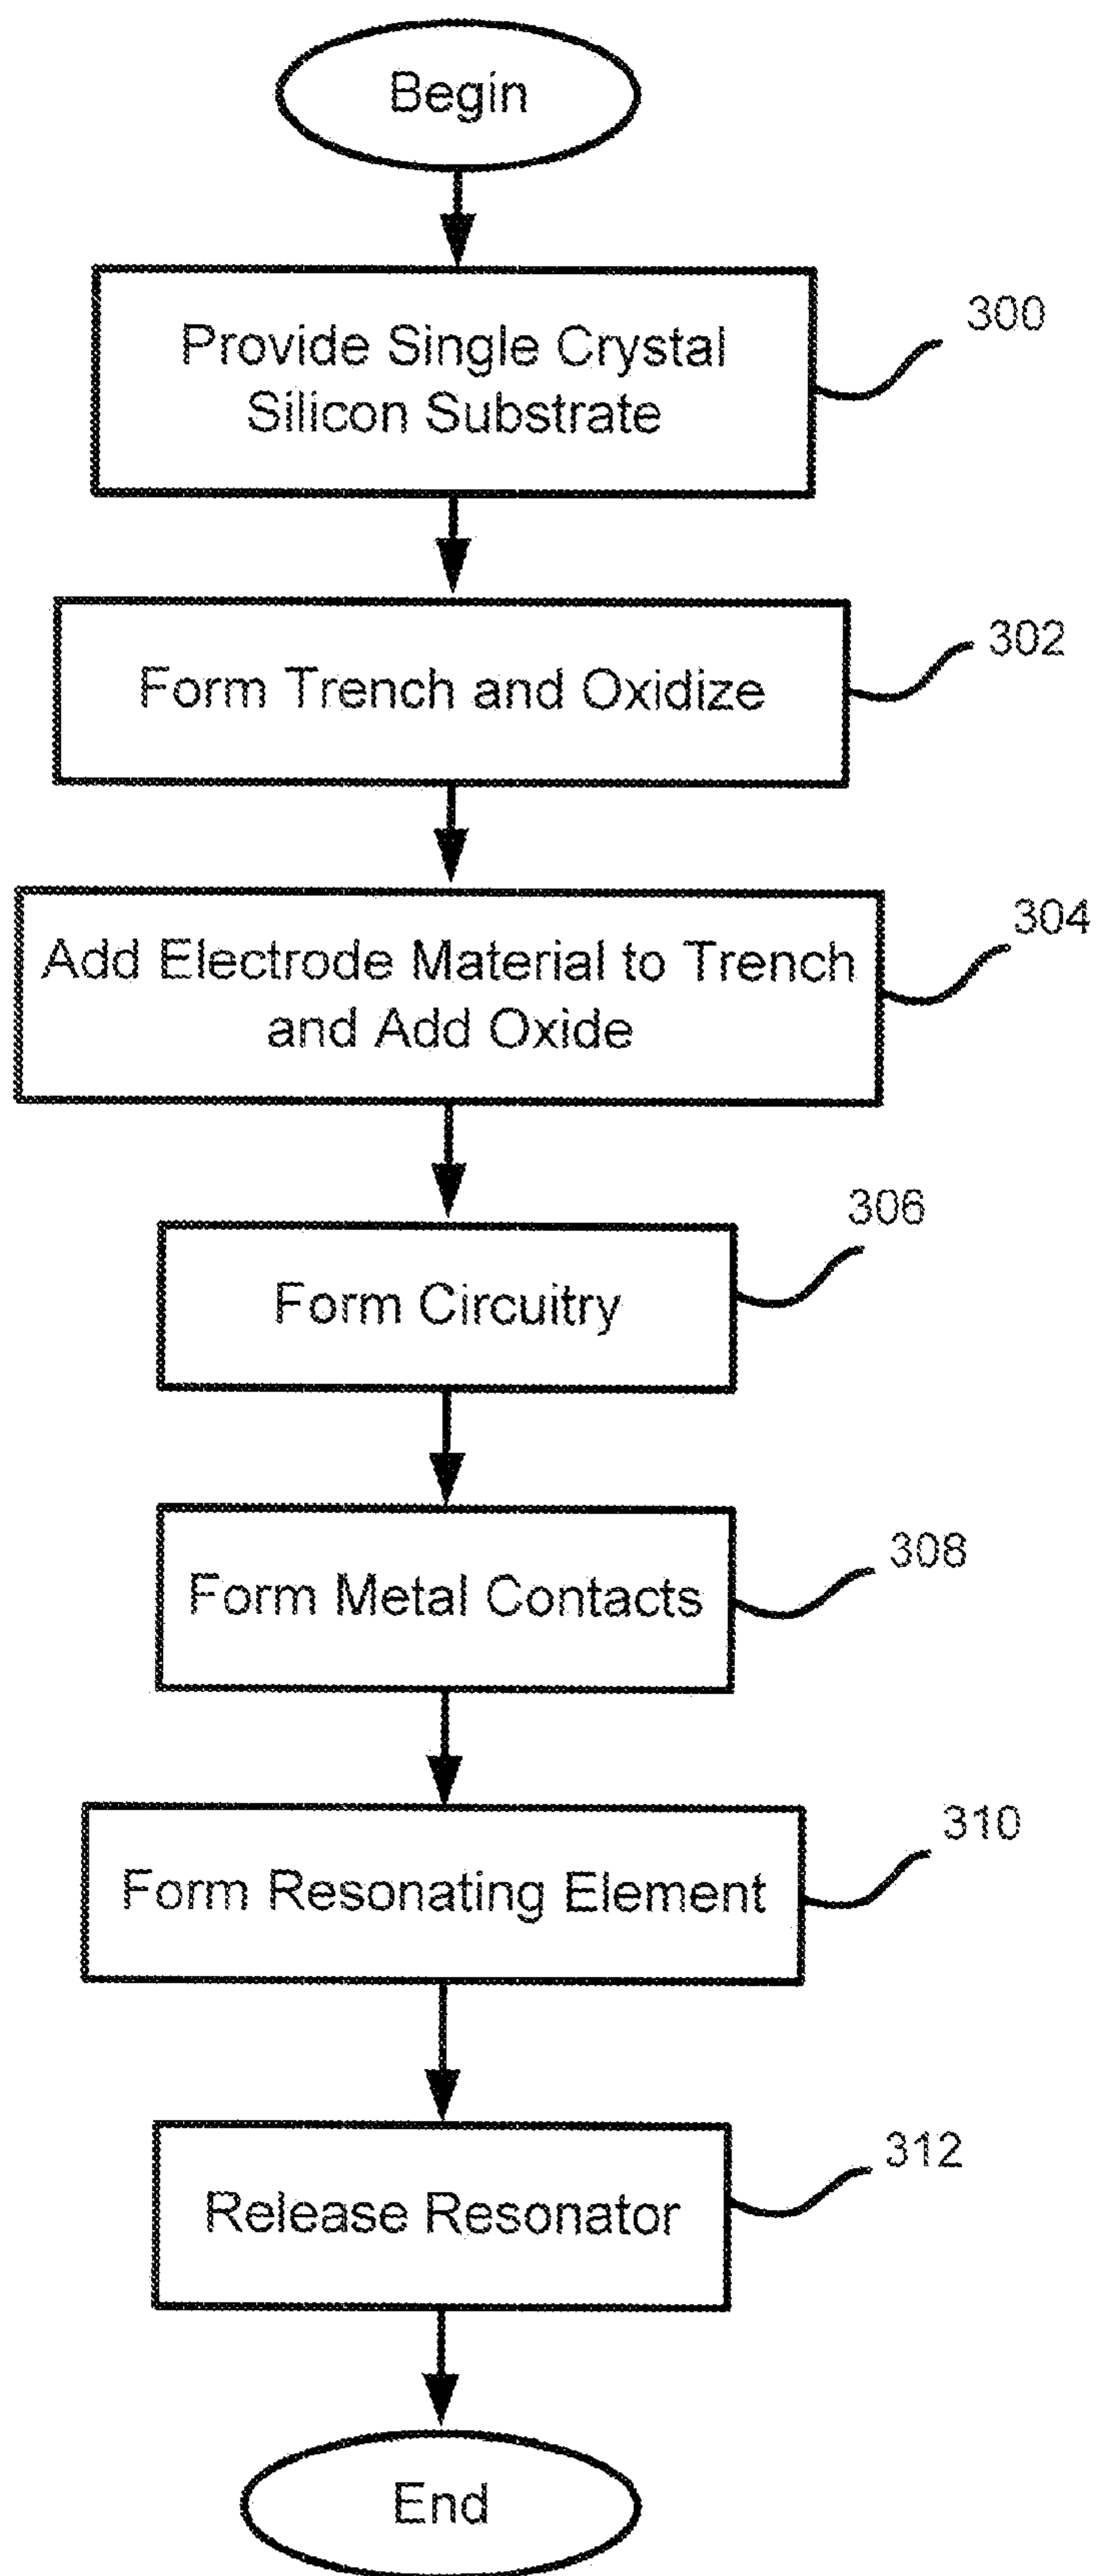 Begin
Provide Single Crystal
Silicon Substrate
300
Form Trench and Oxidize
302
Add Electrode Material to Trench
and Add Oxide
304
Form Circuitry
306
Form Metal Contacts
308
Form Resonating Element
310
Release Resonator
312
End